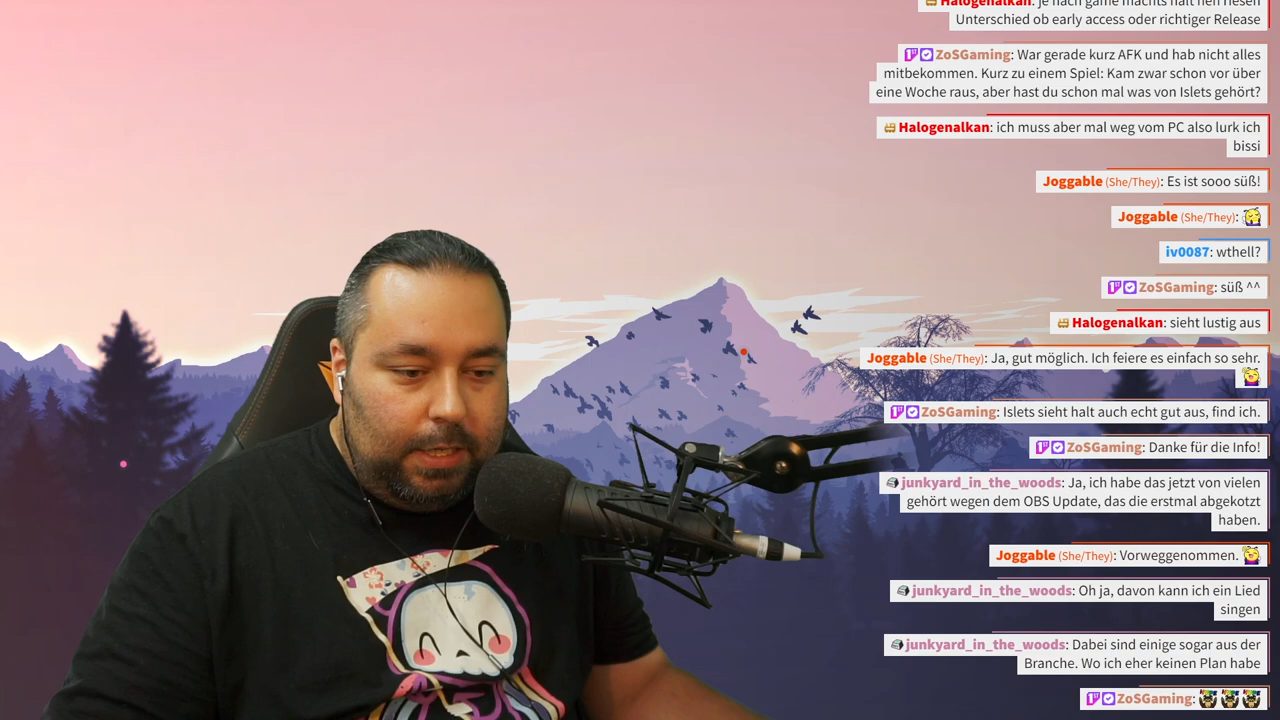 Halogenalkan: je nach game machts halt nen riesen
Unterschied ob early access oder richtiger Release
ZoSGaming: War gerade kurz AFK und hab nicht alles
mitbekommen. Kurz zu einem Spiel: Kam zwar schon vor über
eine Woche raus, aber hast du schon mal was von Islets gehört?
Halogenalkan: ich muss aber mal weg vom PC also lurk ich
bissi
Joggable (She/They): Es ist sooo süß!
Joggable (She/They):
iv0087: wthell?
ZoSGaming: süß ^^
Halogenalkan: sieht lustig aus
Joggable (She/They): Ja, gut möglich. Ich feiere es einfach so sehr.
ZoSGaming: Islets sieht halt auch echt gut aus, find ich.
ZoSGaming: Danke für die Info!
junkyard_in_the_woods: Ja, ich habe das jetzt von vielen
gehört wegen dem OBS Update, das die erstmal abgekotzt
haben.
Joggable (She/They): Vorweggenommen.
junkyard_in_the_woods: Oh ja, davon kann ich ein Lied
singen
junkyard_in_the_woods: Dabei sind einige sogar aus der
Branche. Wo ich eher keinen Plan habe
ZoSGaming: